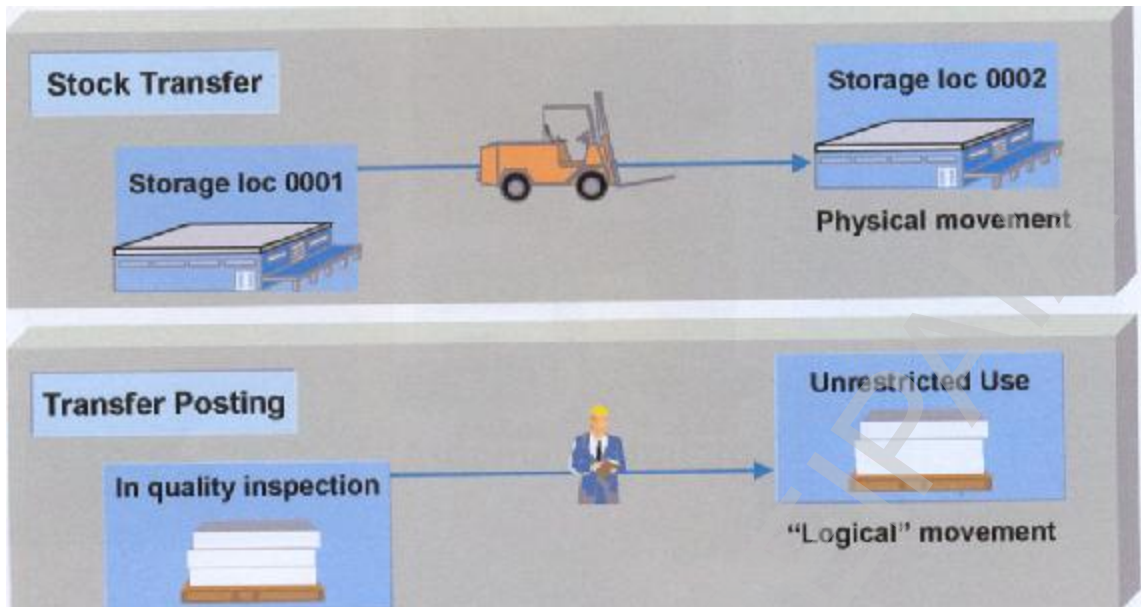 Stock Transfer
Storage loc 0001
Storage loc 0002
Physical movement
Transfer Posting
In quality inspection
Unrestricted Use
“Logical” movement